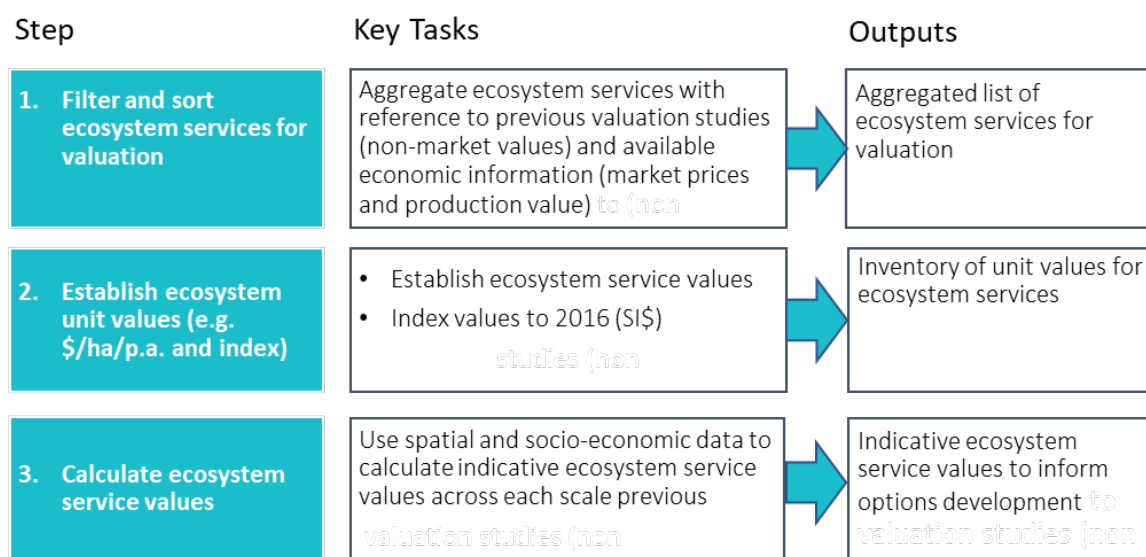 Step
Key Tasks
Outputs
1. Filter and sort
ecosystem services for
valuation
Aggregate ecosystem services with
reference to previous valuation studies
(non-market values) and available
economic information (market prices
and production value) to (non
Aggregated list of
ecosystem services for
valuation
2. Establish ecosystem
unit values (e.g.
$/ha/p.a. and index)
• Establish ecosystem service values
• Index values to 2016 (SI$)
studies (non
Inventory of unit values for
ecosystem services
3. Calculate ecosystem
service values
Use spatial and socio-economic data to
calculate indicative ecosystem service
values across each scale previous
valuation studies (non
Indicative ecosystem
service values to inform
options development to
valuation studies (non